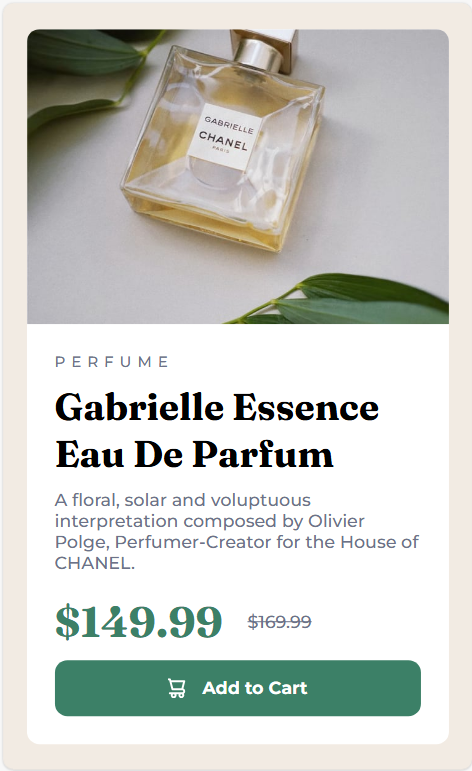 GABRIELLE
CHANEL
PARIS
PERFUME
Gabrielle Essence
Eau De Parfum
A floral, solar and voluptuous
interpretation composed by Olivier
Polge, Perfumer-Creator for the House of
CHANEL.
$149.99 $169.99
Add to Cart